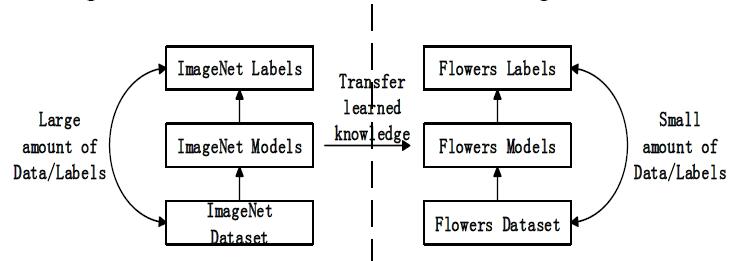 ImageNet Labels
Large
amount of
Data/Labels
ImageNet Models
ImageNet
Dataset
Transfer
learned
knowledge
Flowers Labels
Flowers Models
Flowers Dataset
Small
amount of
Data/Labels